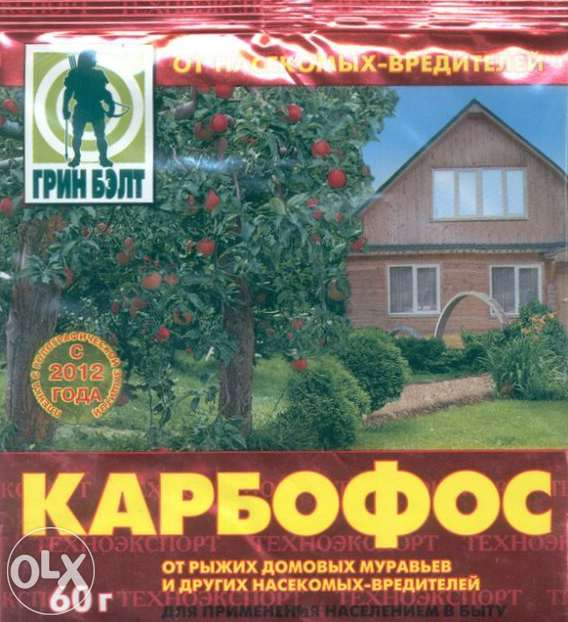 ОТ НАСЕКОМЫХ-ВРЕДИТЕЛЕЙ
ГРИН БЭЛТ
С
2012
ГОДА
КАРБОФОС
ТЕХНОЭКСПОРТ
ОТ РЫЖИХ ДОМОВЫХ МУРАВЬЕВ
И ДРУГИХ НАСЕКОМЫХ-ВРЕДИТЕЛЕЙ
60 г
ДЛЯ ПРИМЕНЕНИЯ НАСЕЛЕНИЕМ В БЫТУ
OLX